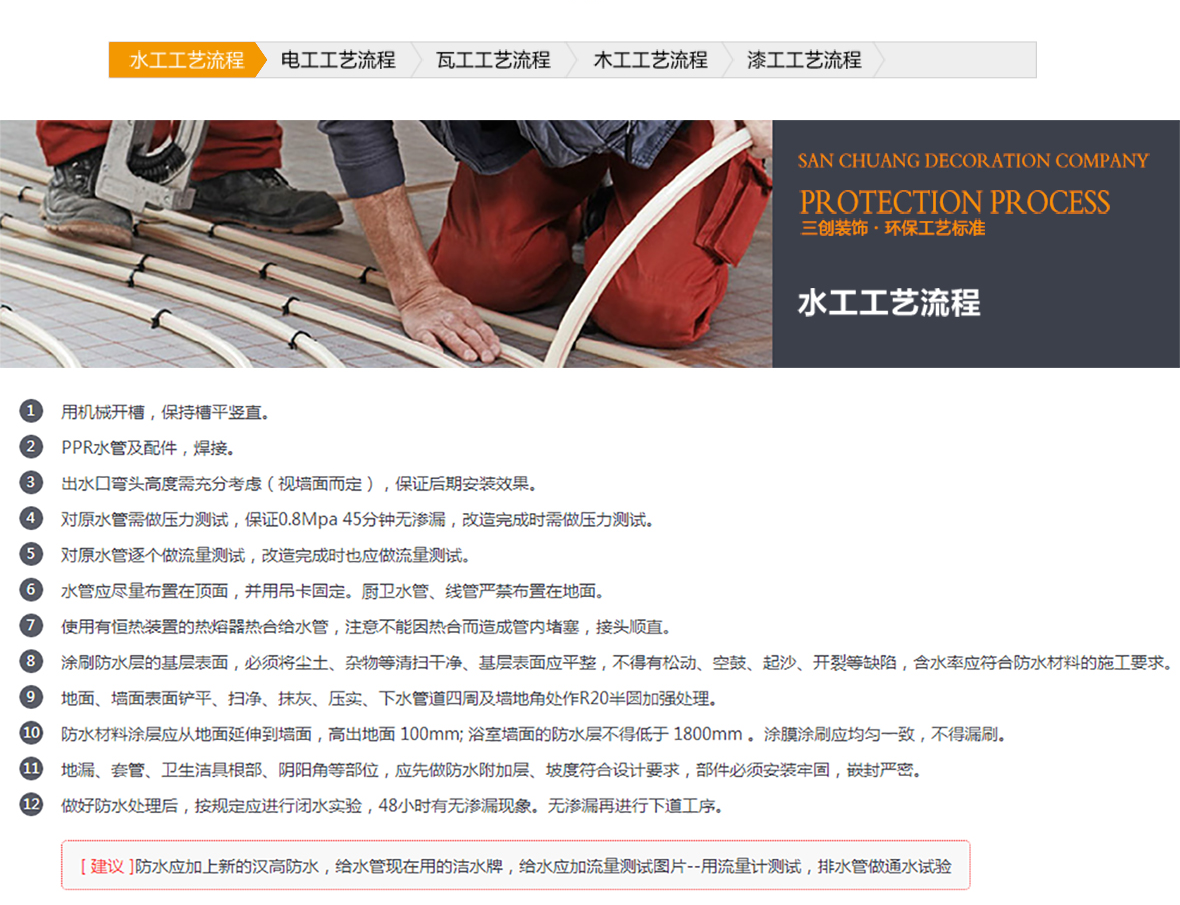 水工工艺流程
电工工艺流程
瓦工工艺流程
木工工艺流程
漆工工艺流程
SAN CHUANG DECORATION COMPANY
PROTECTION PROCESS
三创装饰·环保工艺标准
水工工艺流程
1 用机械开槽，保持槽平竖直。
2 PPR水管及配件，焊接。
3 出水口弯头高度需充分考虑（视墙面而定），保证后期安装效果。
4 对原水管需做压力测试，保证0.8Mpa 45分钟无渗漏，改造完成时需做压力测试。
5 对原水管逐个做流量测试，改造完成时也应做流量测试。
6 水管应尽量布置在顶面，并用吊卡固定。厨卫水管、线管严禁布置在地面。
7 使用有恒热装置的热熔器热合给水管，注意不能因热合而造成管内堵塞，接头顺直。
8 涂刷防水层的基层表面，必须将尘土、杂物等清扫干净、基层表面应平整，不得有松动、空鼓、起沙、开裂等缺陷，含水率应符合防水材料的施工要求。
9 地面、墙面表面铲平、扫净、抹灰、压实、下水管道四周及墙地角处作R20半圆加强处理。
10 防水材料涂层应从地面延伸到墙面，高出地面 100mm; 浴室墙面的防水层不得低于 1800mm 。涂膜涂刷应均匀一致，不得漏刷。
11 地漏、套管、卫生洁具根部、阴阳角等部位，应先做防水附加层、坡度符合设计要求，部件必须安装牢固，嵌封严密。
12 做好防水处理后，按规定应进行闭水实验，48小时有无渗漏现象。无渗漏再进行下道工序。
[ 建议 ]防水应加上新的汉高防水，给水管现在用的洁水牌，给水应加流量测试图片--用流量计测试，排水管做通水试验